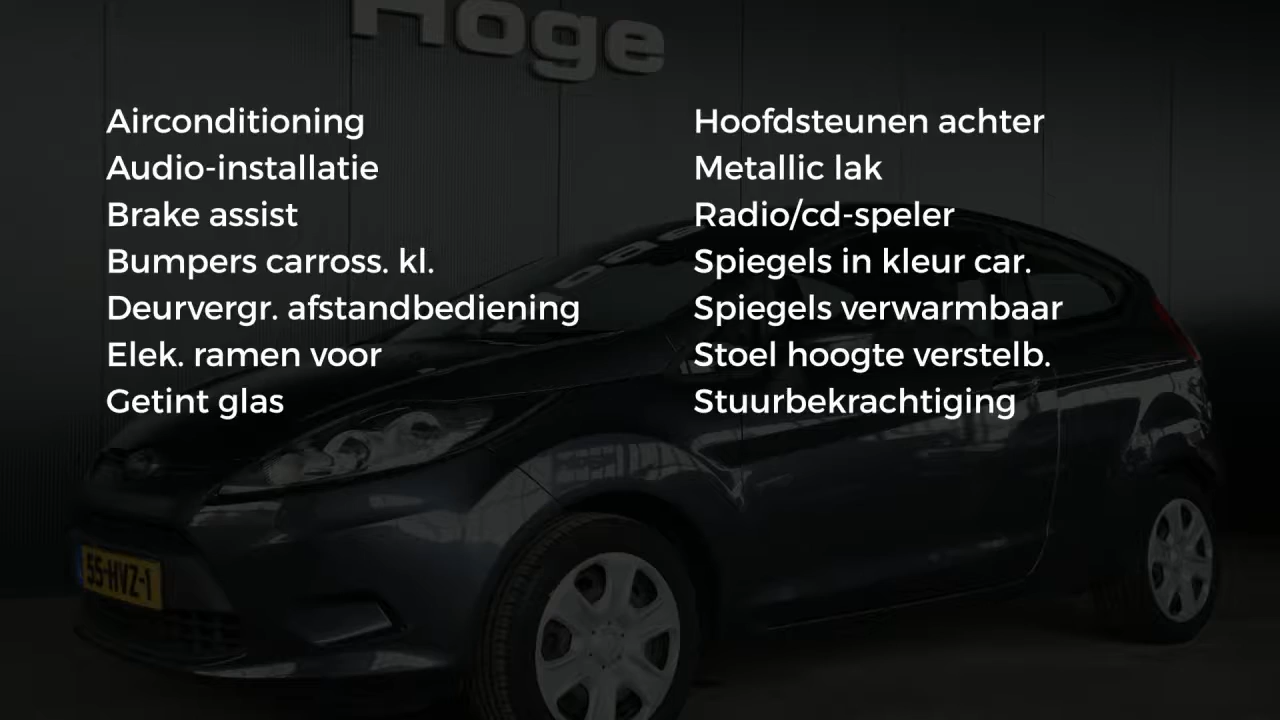 Hoge
Airconditioning
Audio-installatie
Brake assist
Bumpers carross. kl.
Deurvergr. afstandbediening
Elek. ramen voor
Getint glas
Hoofdsteunen achter
Metallic lak
Radio/cd-speler
Spiegels in kleur car.
Spiegels verwarmbaar
Stoel hoogte verstelb.
Stuurbekrachtiging
55-HVZ-1